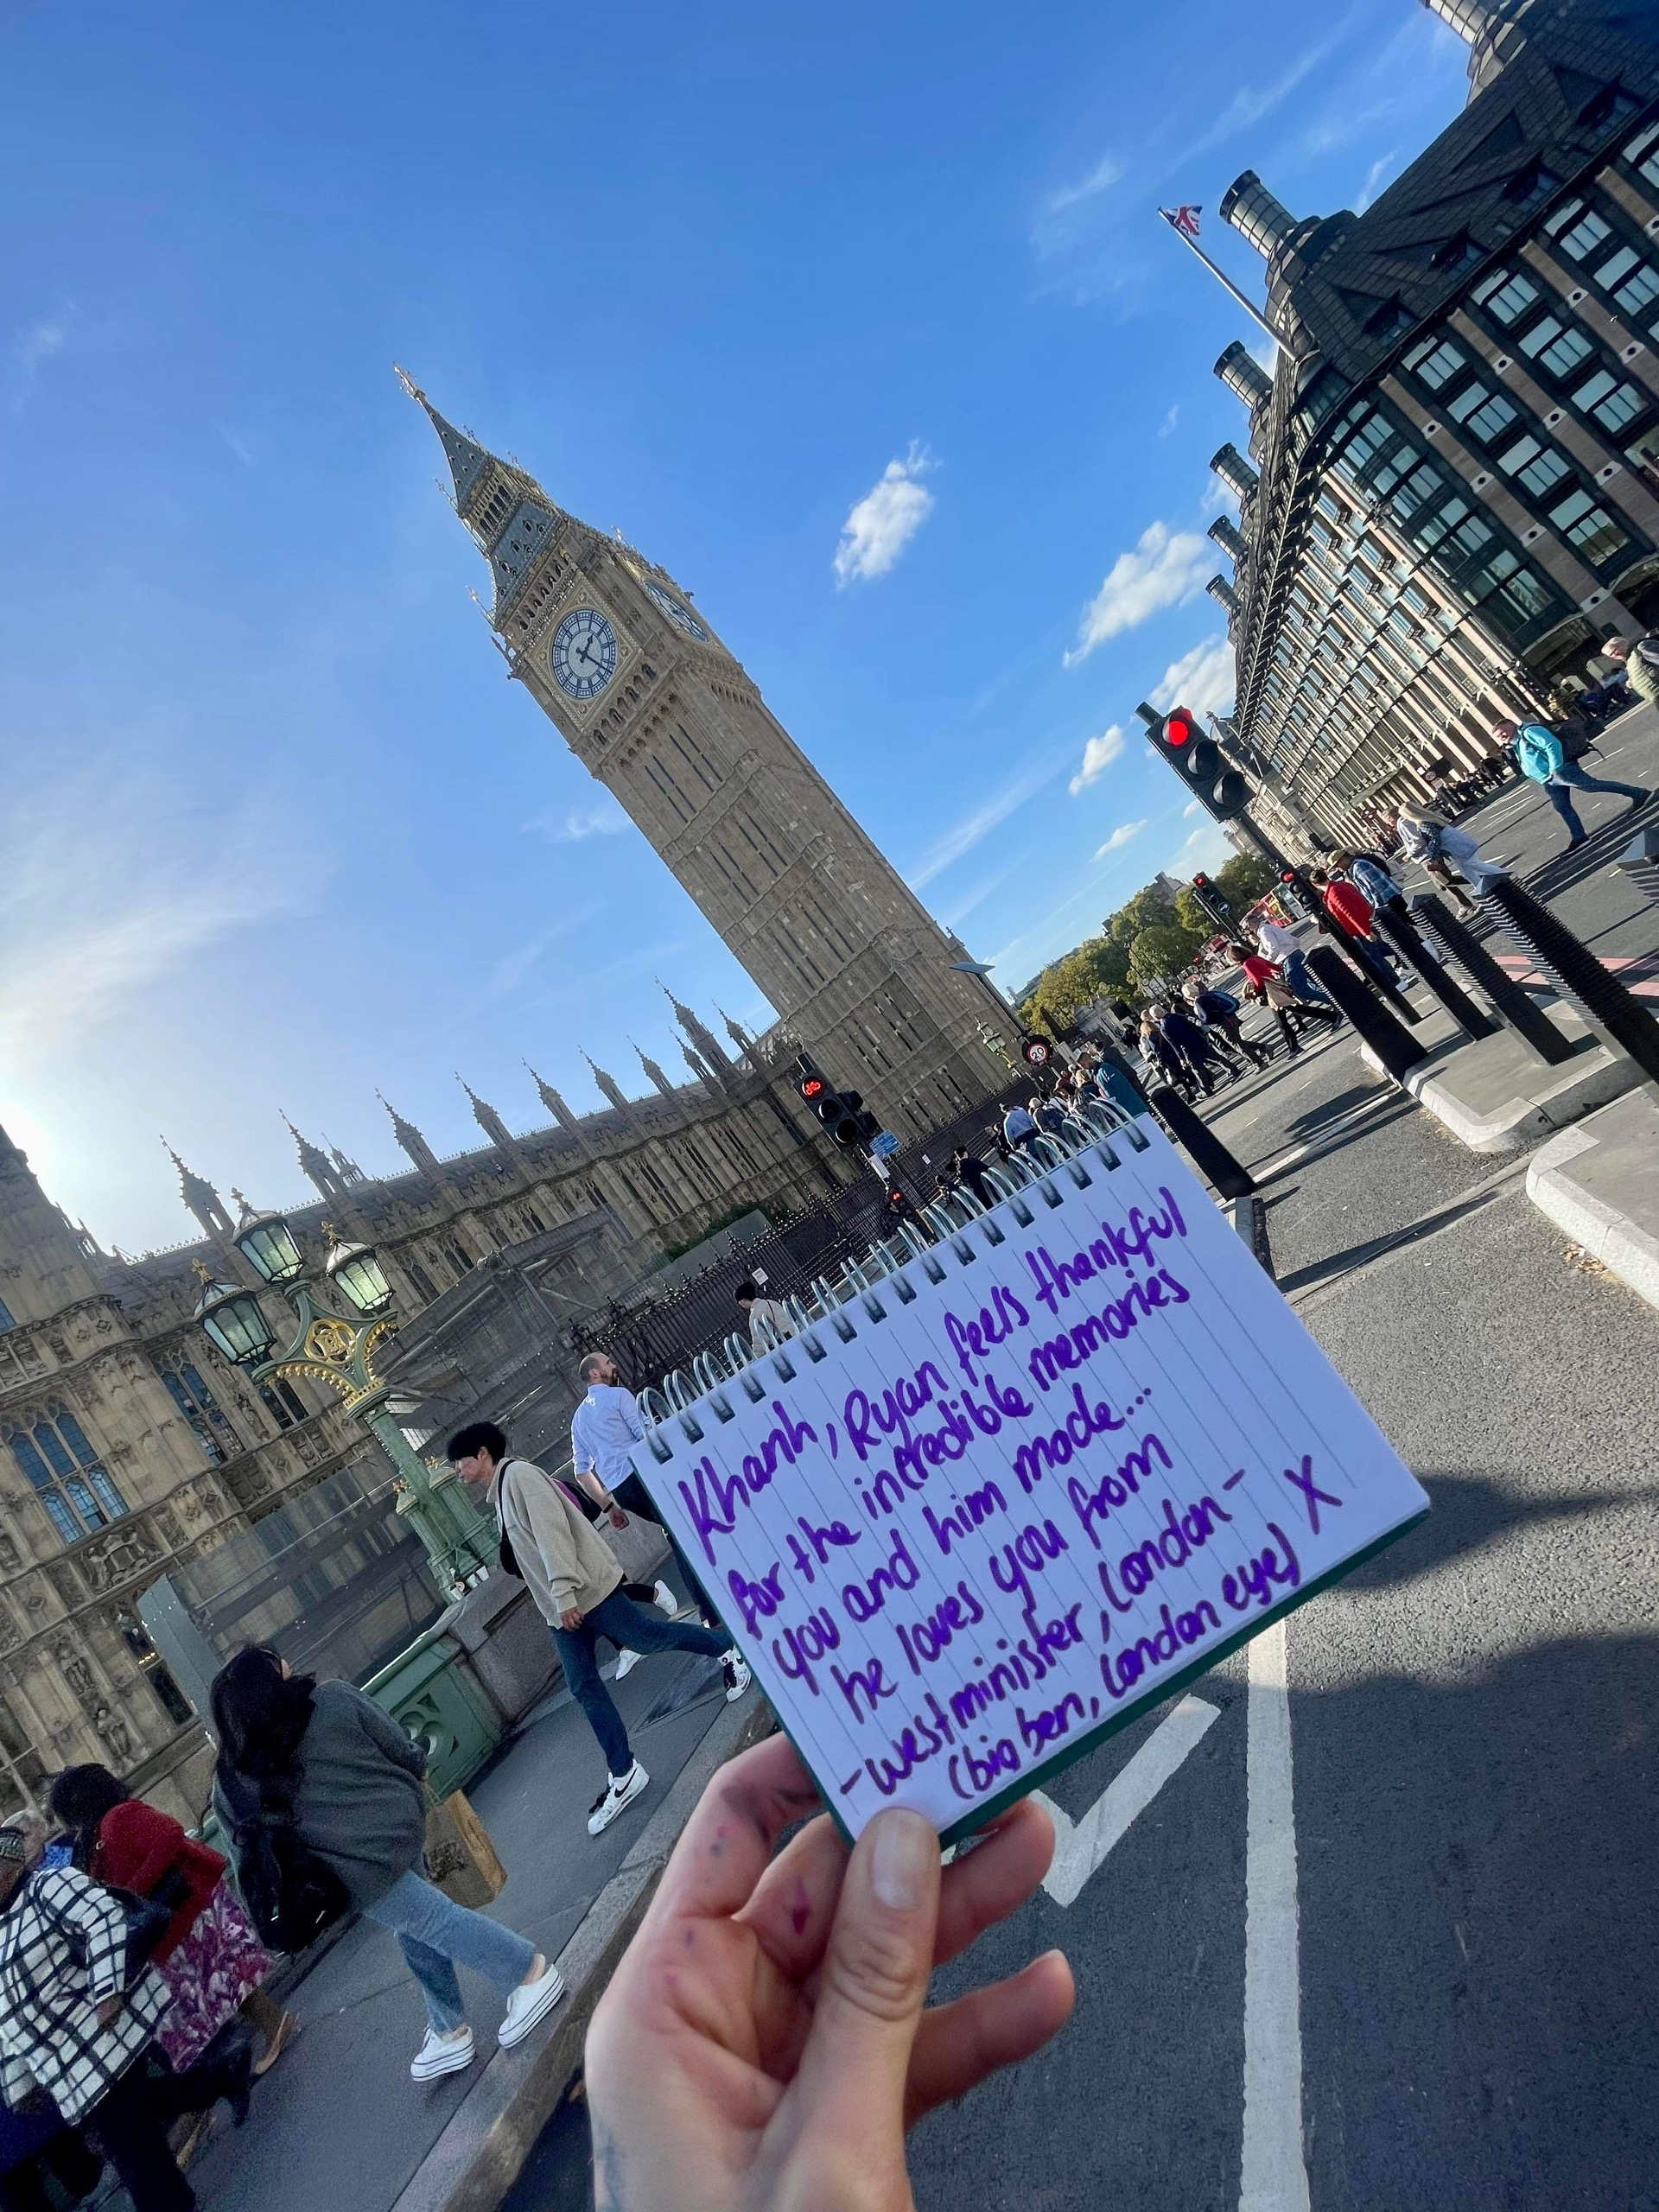 Khanh, Ryan feels thankful
for the incredible memories
you and him made...
he loves you from
-westminister, London-
(big ben, London eye) X
20